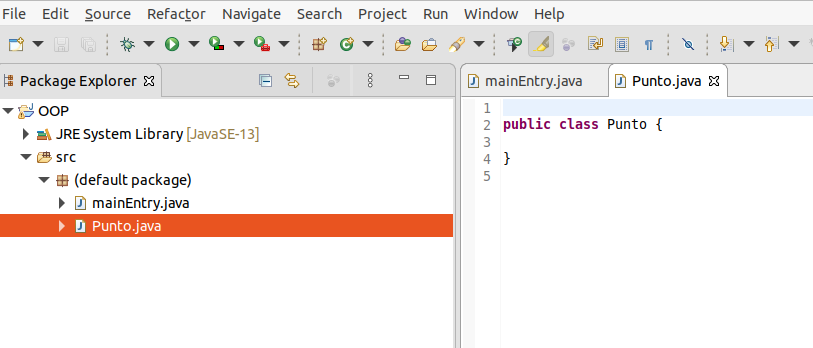 File Edit Source Refactor Navigate Search Project Run Window Help
Package Explorer
OOP
JRE System Library [JavaSE-13]
src
(default package)
mainEntry.java
Punto.java
mainEntry.java Punto.java
1
2 public class Punto {
3
4 }
5